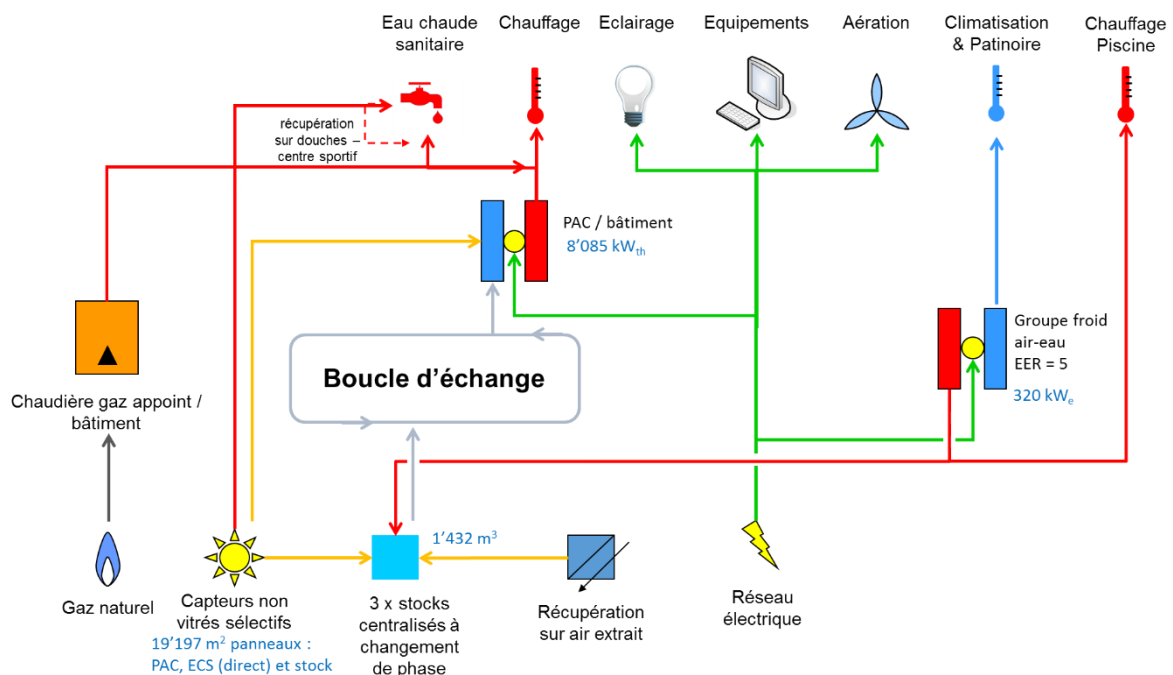 Eau chaude
sanitaire
Chauffage
Eclairage
Equipements
Aération
Climatisation
& Patinoire
Chauffage
Piscine
récupération
sur douches –
centre sportif
PAC / bâtiment
8’085 kWth
Groupe froid
air-eau
EER = 5
320 kWe
Boucle d’échange
Chaudière gaz appoint /
bâtiment
1’432 m³
Gaz naturel
Capteurs non
vitrés sélectifs
19’197 m² panneaux :
PAC, ECS (direct) et stock
3 x stocks
centralisés à
changement
de phase
Récupération
sur air extrait
Réseau
électrique